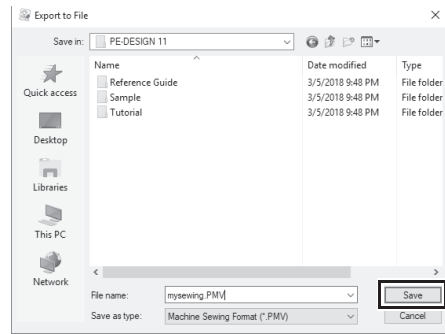 Export to File
Save in: PE-DESIGN 11
Name Date modified Type
Reference Guide 3/5/2018 9:48 PM File folder
Sample 3/5/2018 9:48 PM File folder
Tutorial 3/5/2018 9:48 PM File folder
Quick access
Desktop
Libraries
This PC
Network
File name: mysewing.PMV Save
Save as type: Machine Sewing Format (*.PMV) Cancel